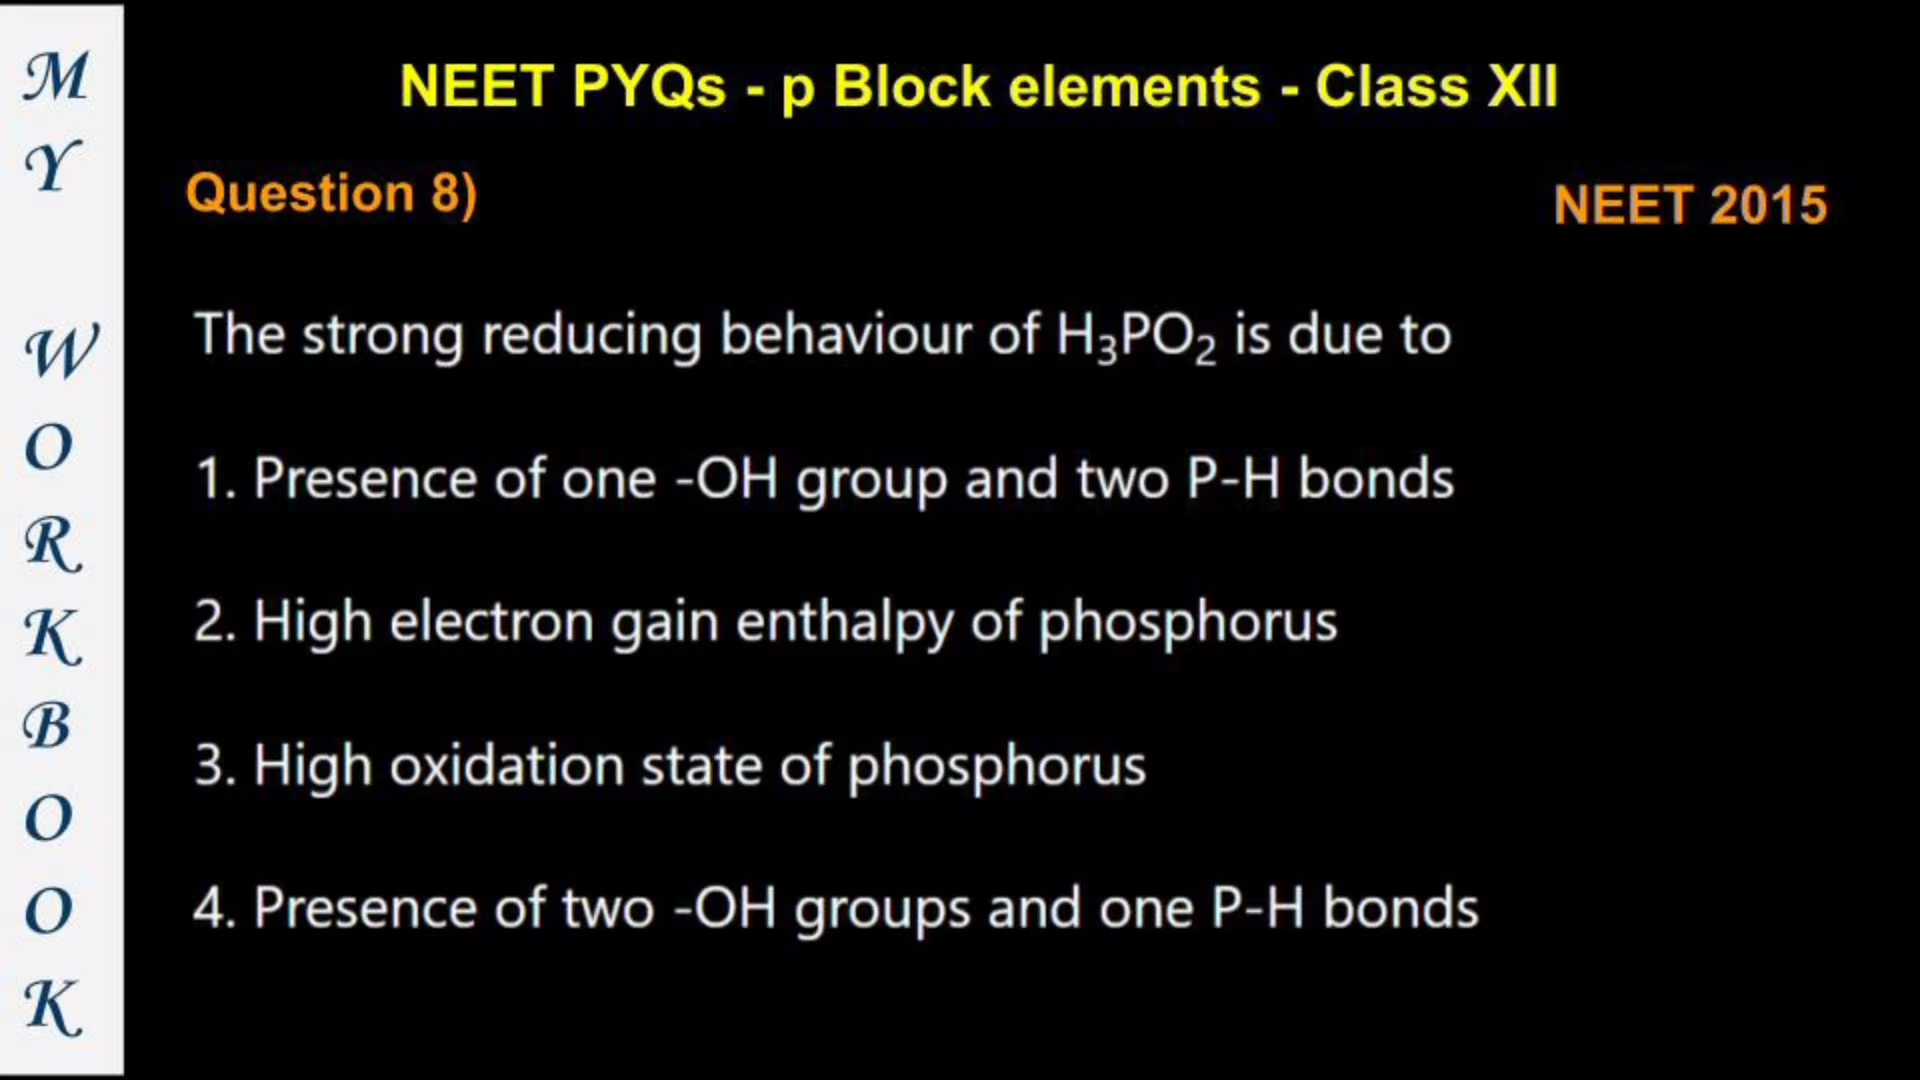 MY WORKBOOK
NEET PYQs - p Block elements - Class XII
Question 8)
NEET 2015
The strong reducing behaviour of H₃PO₂ is due to
1. Presence of one -OH group and two P-H bonds
2. High electron gain enthalpy of phosphorus
3. High oxidation state of phosphorus
4. Presence of two -OH groups and one P-H bonds